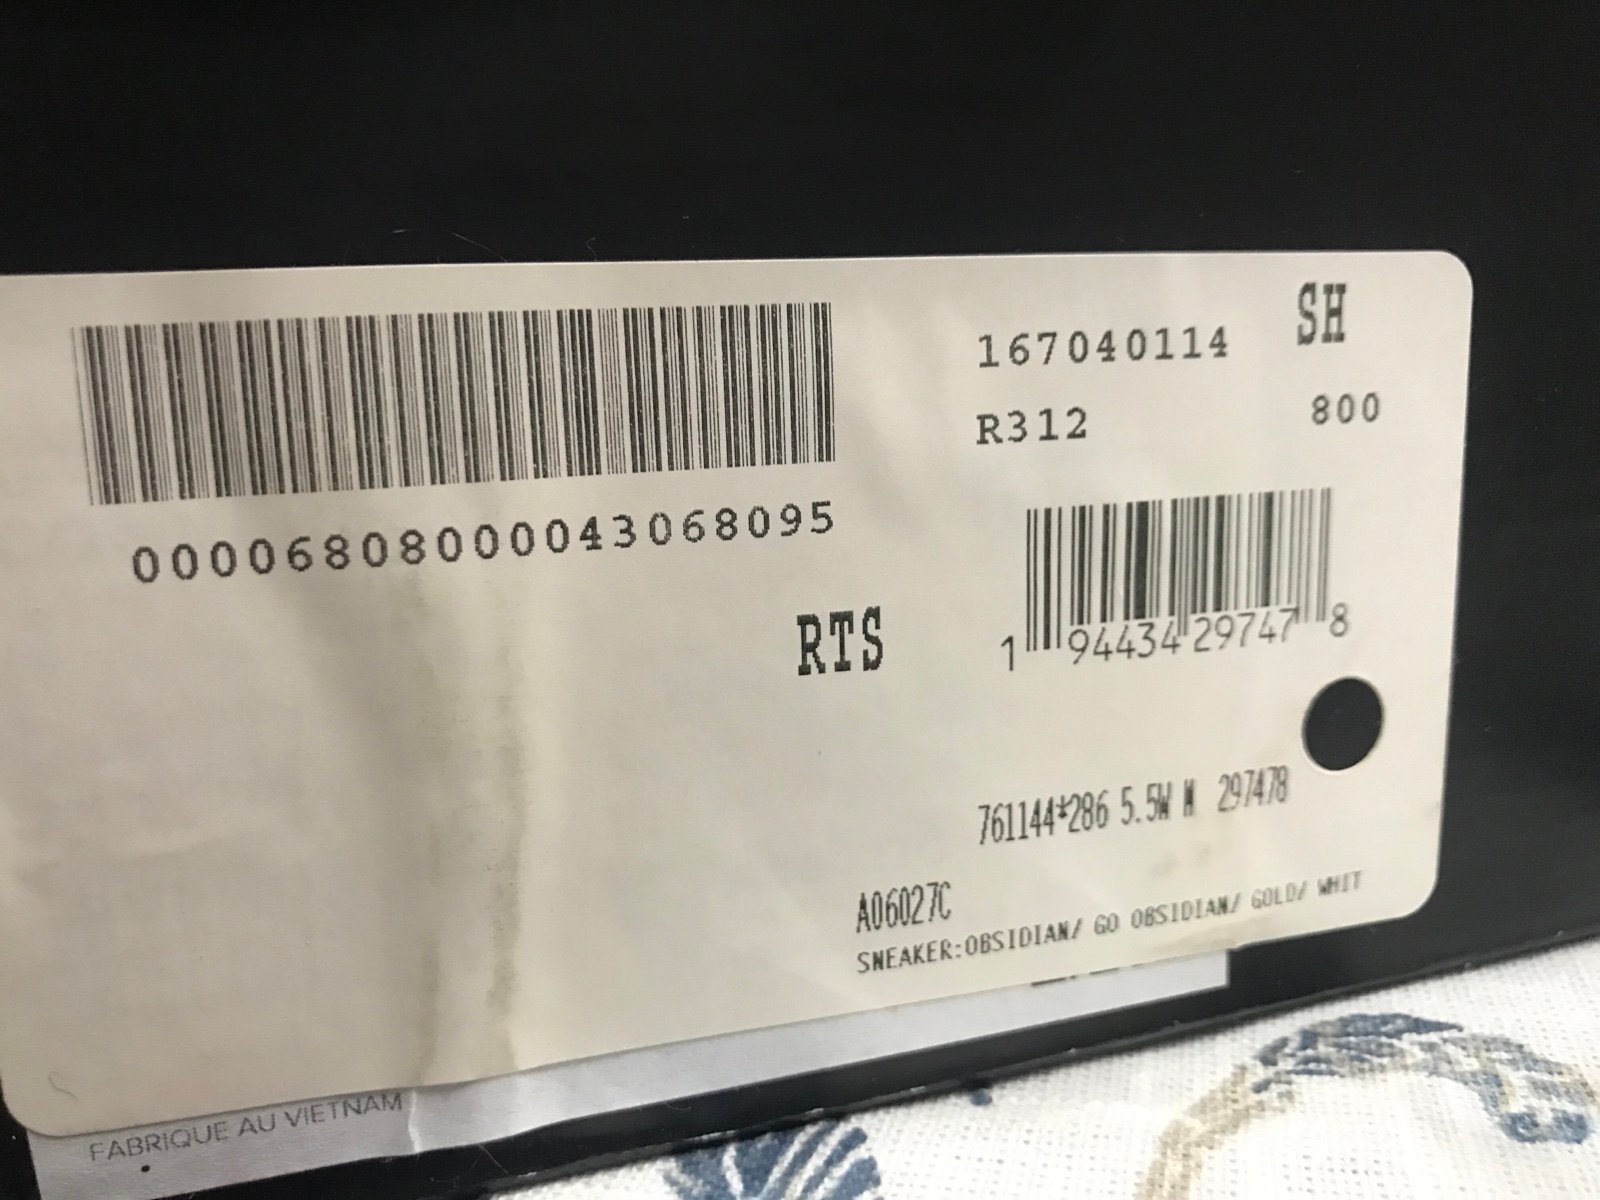 167040114 SH
R312 800
00006808000043068095
RTS
1 94434 29747 8
761144*286 5.5W M 297478
A06027C
SNEAKER:OBSIDIAN/ GO OBSIDIAN/ GOLD/ WHIT
FABRIQUE AU VIETNAM